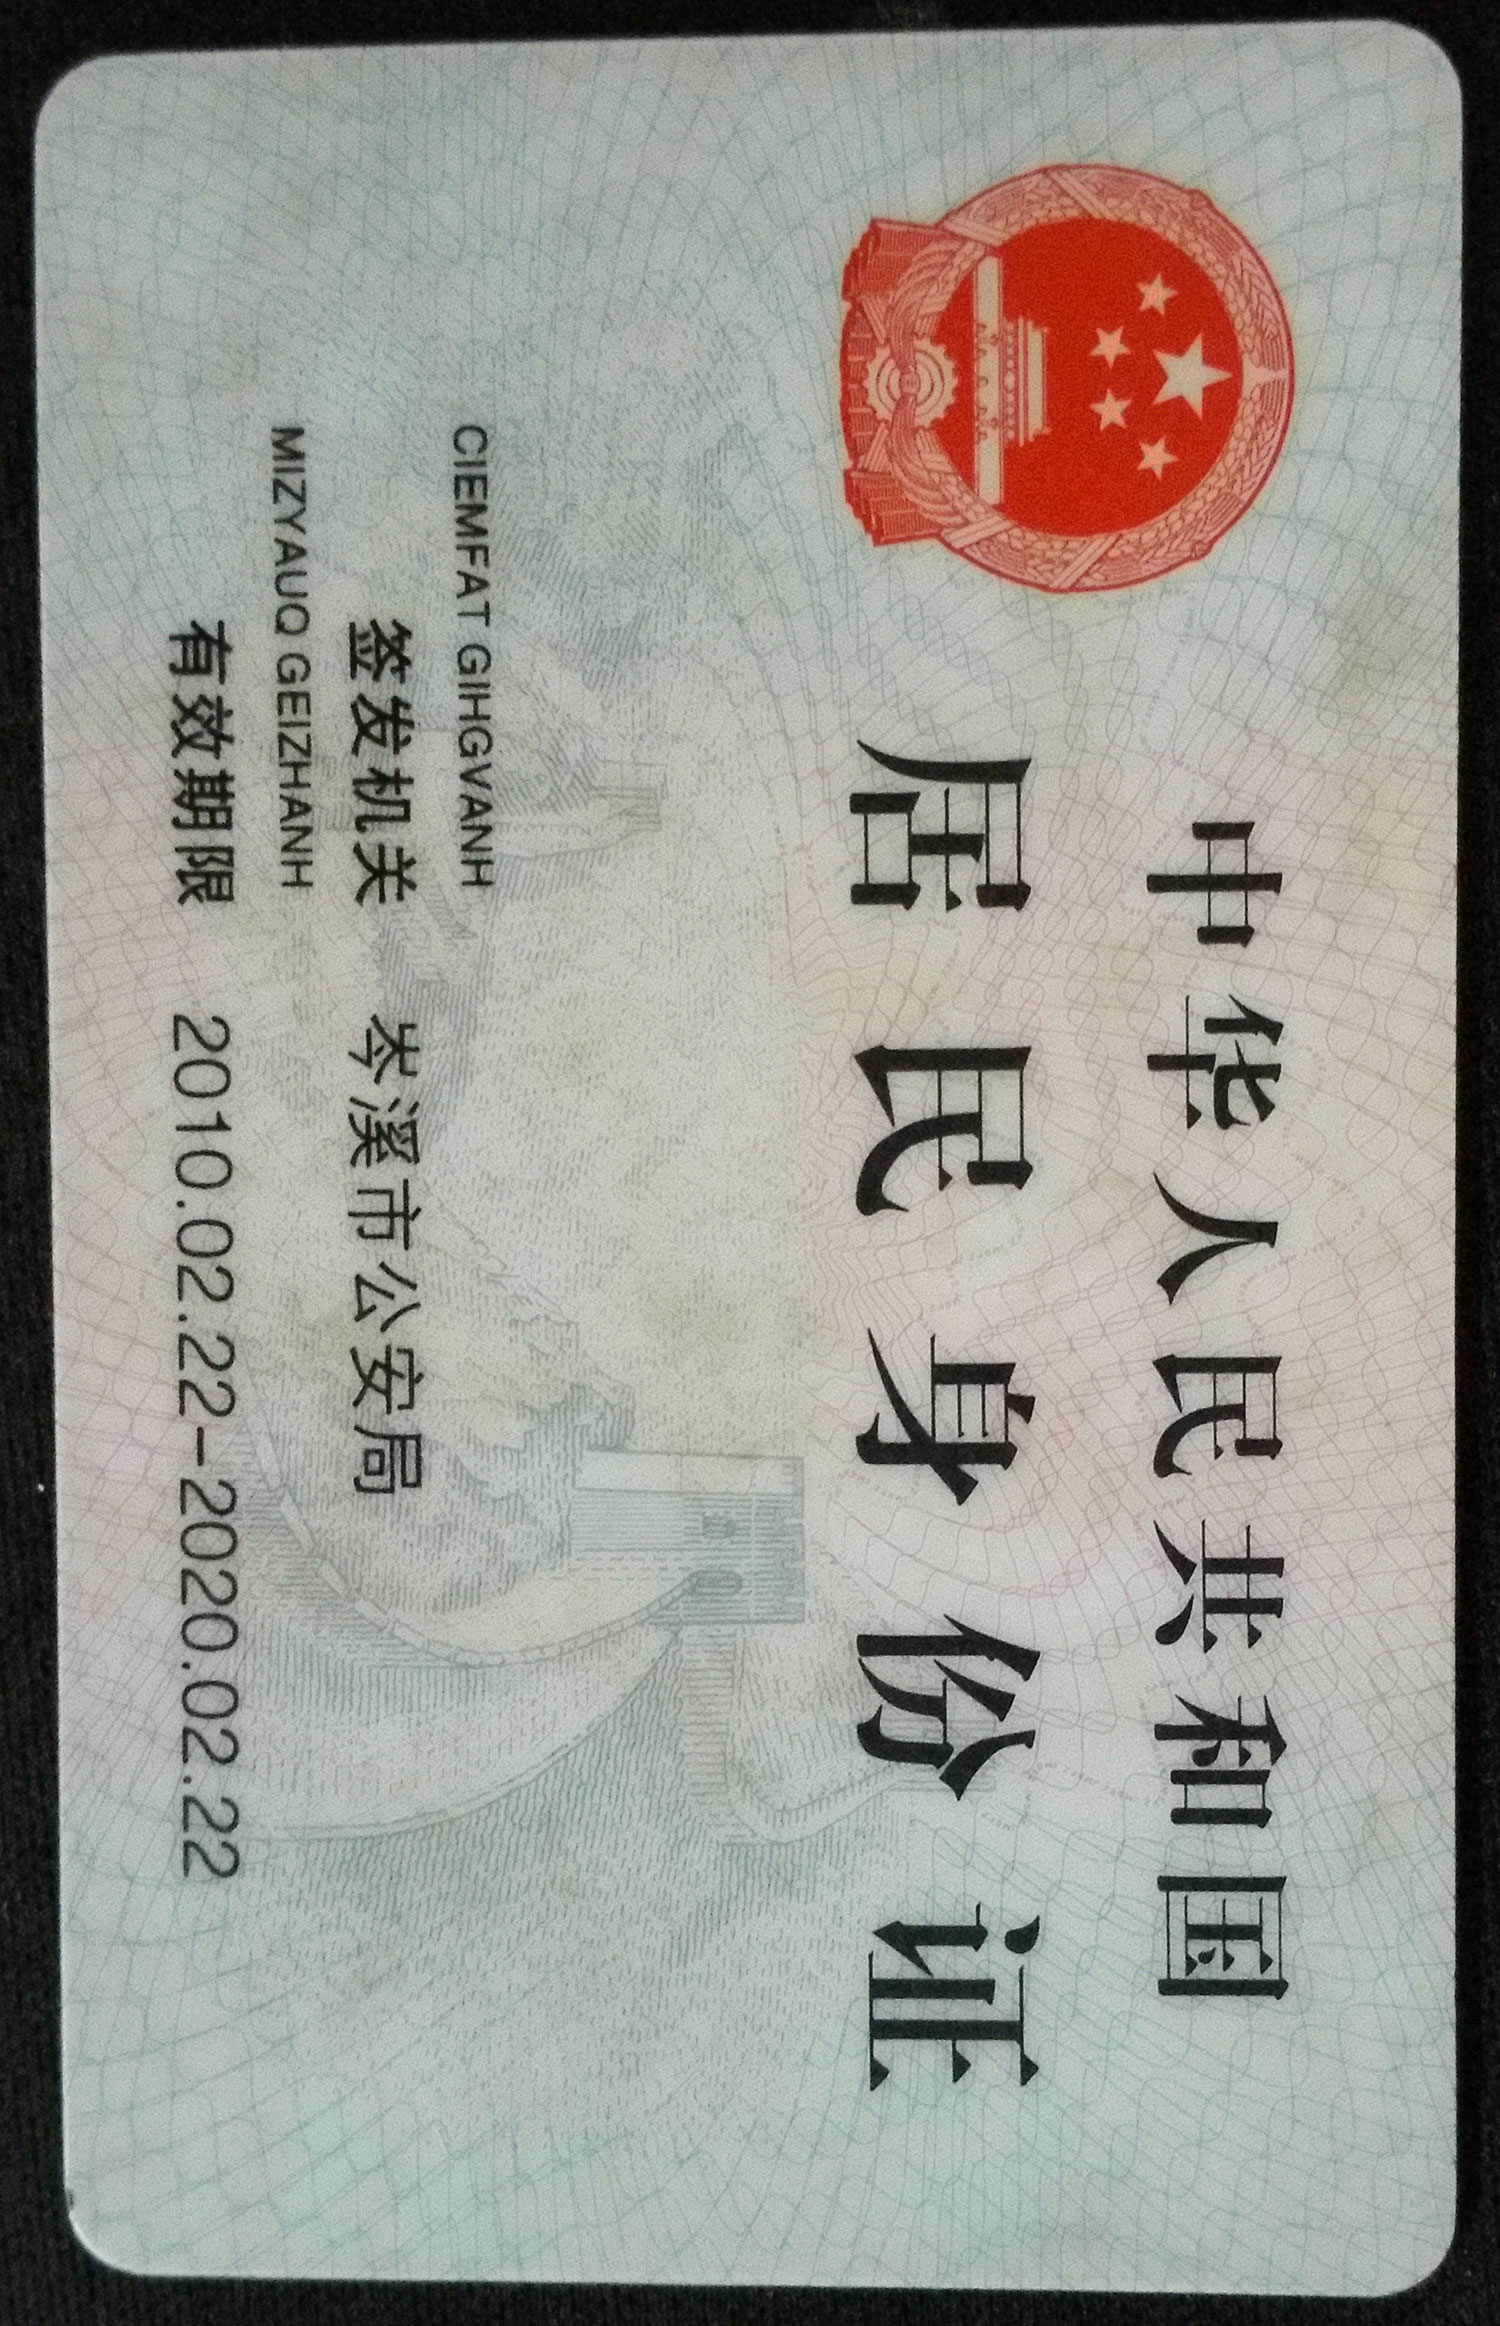 中华人民共和国
居民身份证
CIEMFAT GIHGVANH
签发机关 岑溪市公安局
MIZYAUQ GEIZHANH
有效期限 2010.02.22-2020.02.22